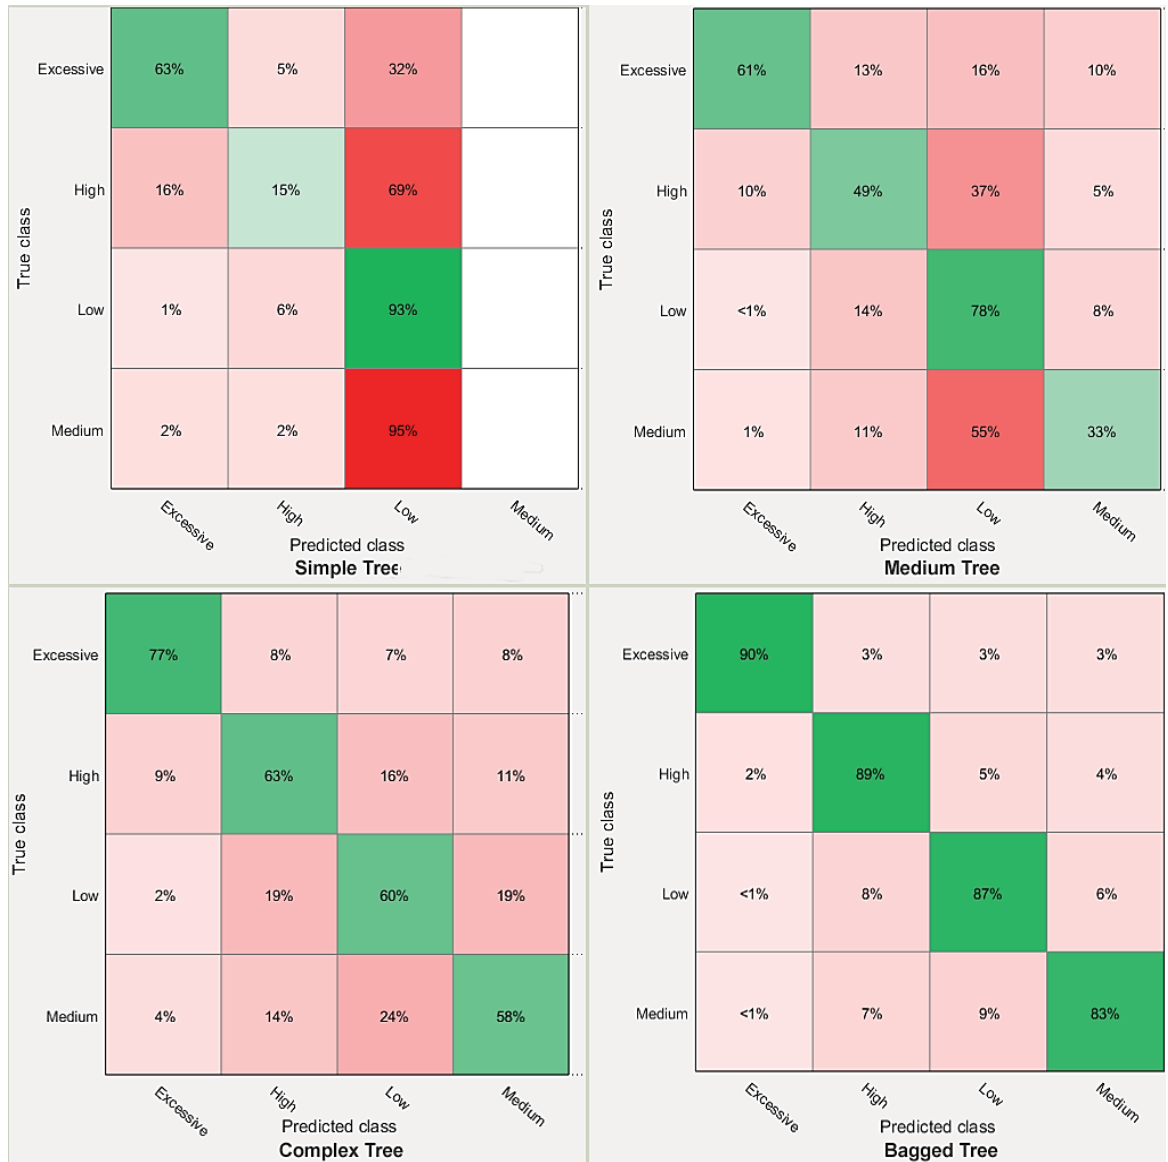 Excessive 63% 5% 32%
High 16% 15% 69%
Low 1% 6% 93%
Medium 2% 2% 95%
True class
Excessive High Low Medium
Predicted class
Simple Tree
Excessive 61% 13% 16% 10%
High 10% 49% 37% 5%
Low <1% 14% 78% 8%
Medium 1% 11% 55% 33%
True class
Excessive High Low Medium
Predicted class
Medium Tree
Excessive 77% 8% 7% 8%
High 9% 63% 16% 11%
Low 2% 19% 60% 19%
Medium 4% 14% 24% 58%
True class
Excessive High Low Medium
Predicted class
Complex Tree
Excessive 90% 3% 3% 3%
High 2% 89% 5% 4%
Low <1% 8% 87% 6%
Medium <1% 7% 9% 83%
True class
Excessive High Low Medium
Predicted class
Bagged Tree